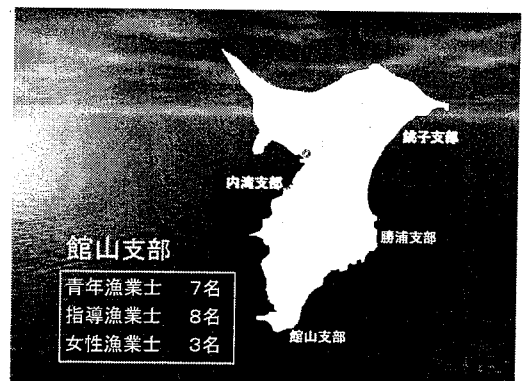 銚子支部
内湾支部
勝浦支部
館山支部
館山支部
青年漁業士 7名
指導漁業士 8名
女性漁業士 3名